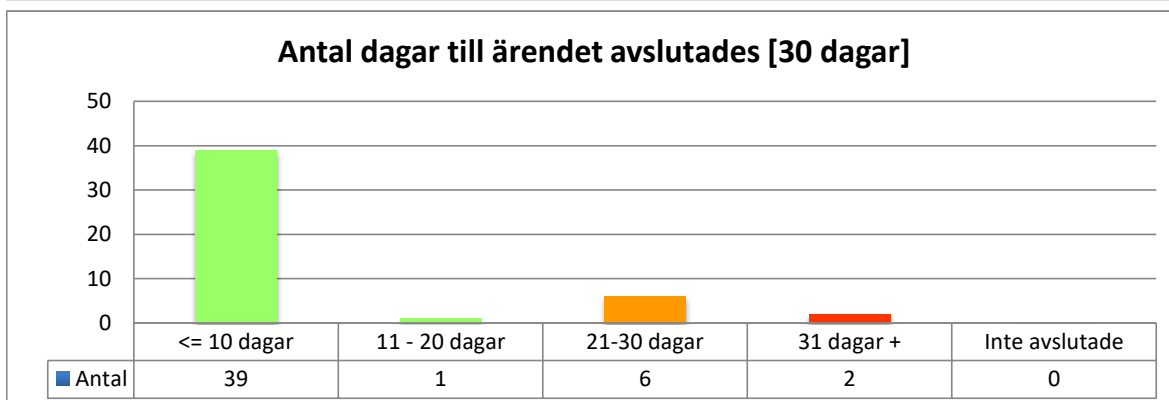 Antal dagar till ärendet avslutades [30 dagar]
50
40
30
20
10
0
<= 10 dagar 11 - 20 dagar 21-30 dagar 31 dagar + Inte avslutade
Antal 39 1 6 2 0